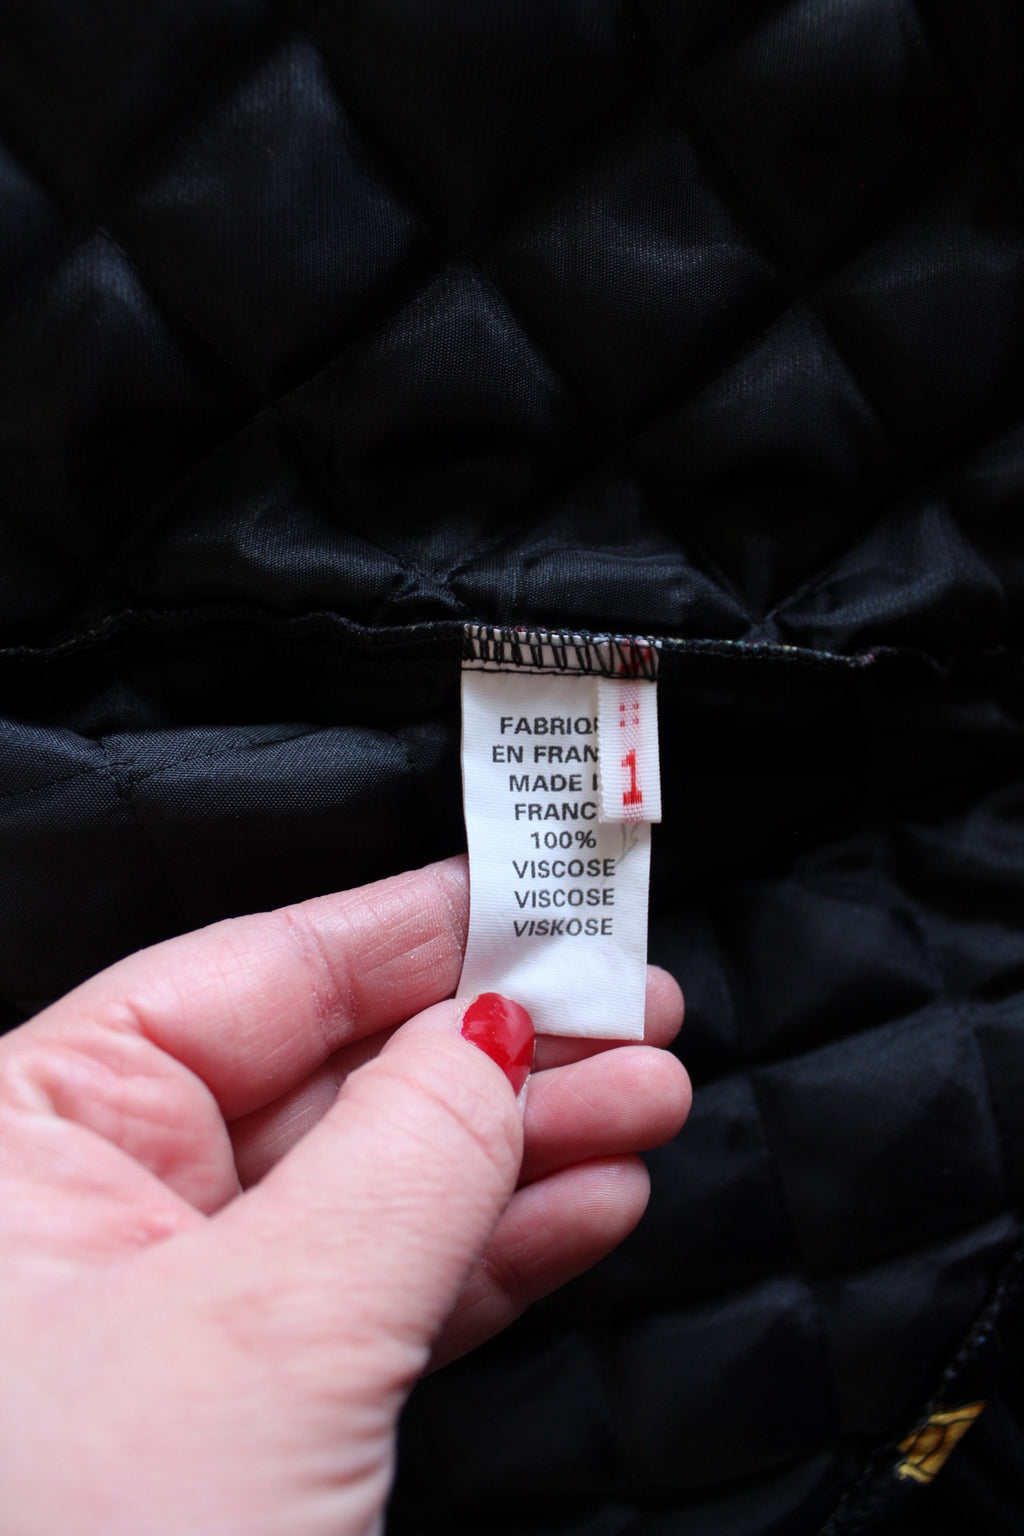 FABRIQ
EN FRAN
MADE
FRANC
100%
VISCOSE
VISCOSE
VISKOSE
1